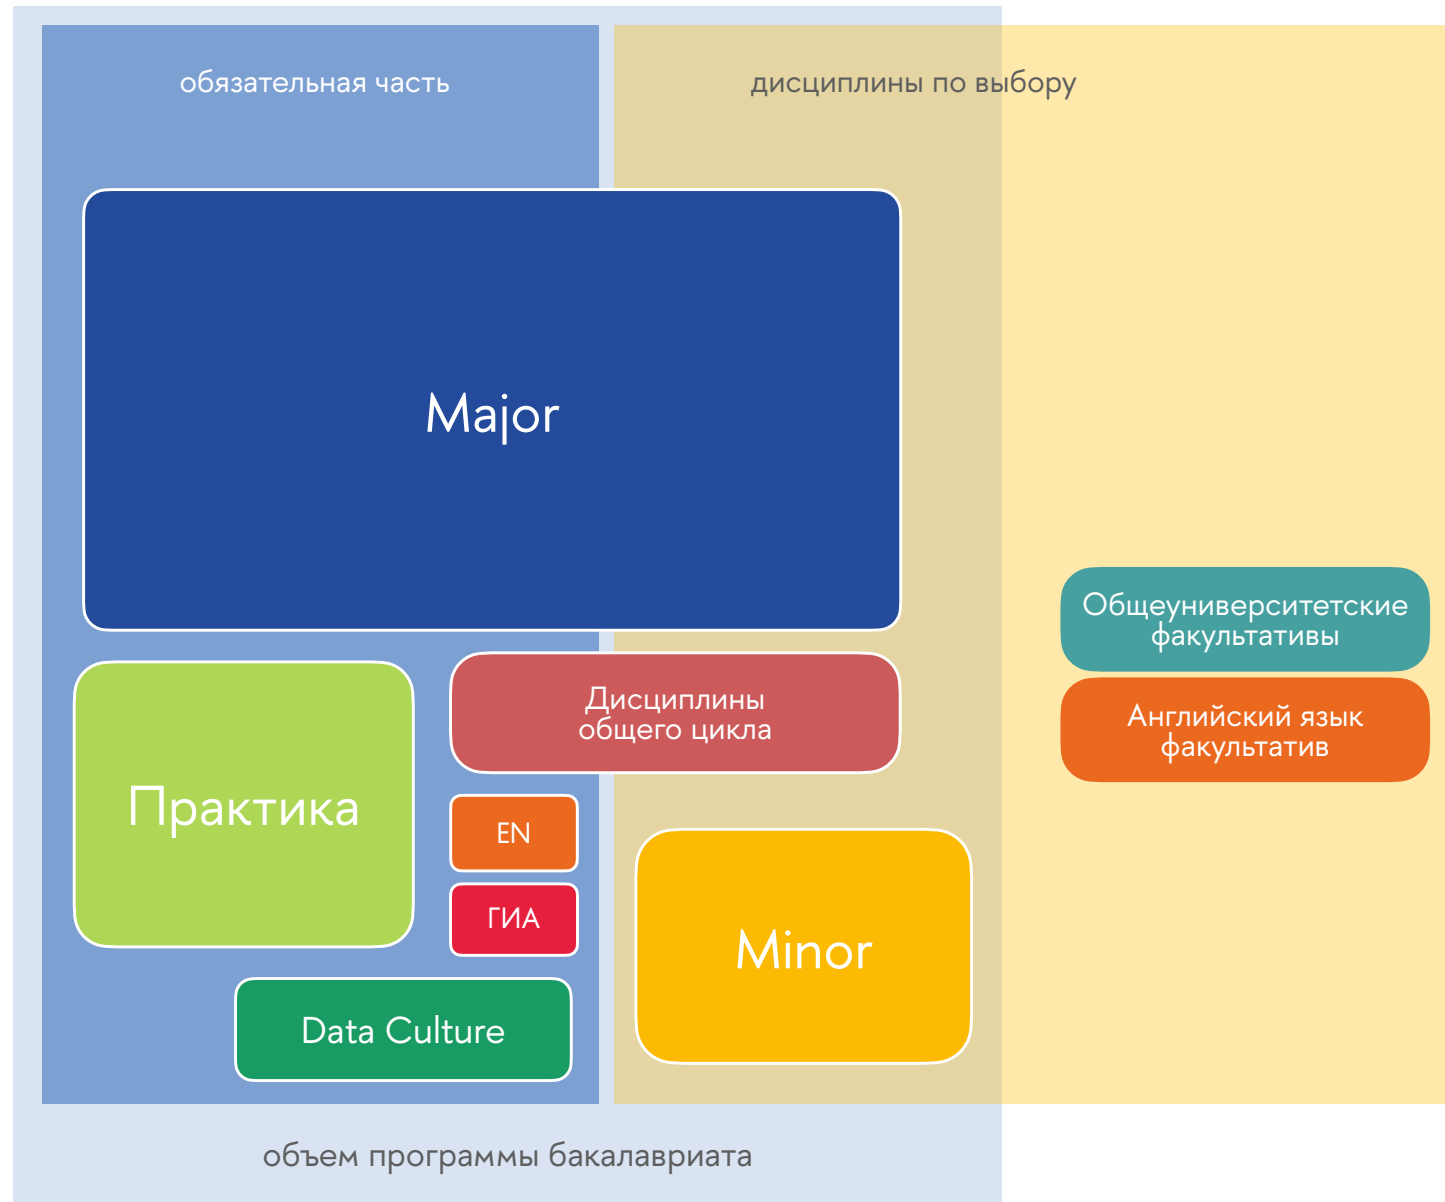 обязательная часть
дисциплины по выбору
Major
Общеуниверситетские
факультативы
Дисциплины
общего цикла
Английский язык
факультатив
Практика
EN
ГИА
Minor
Data Culture
объем программы бакалавриата